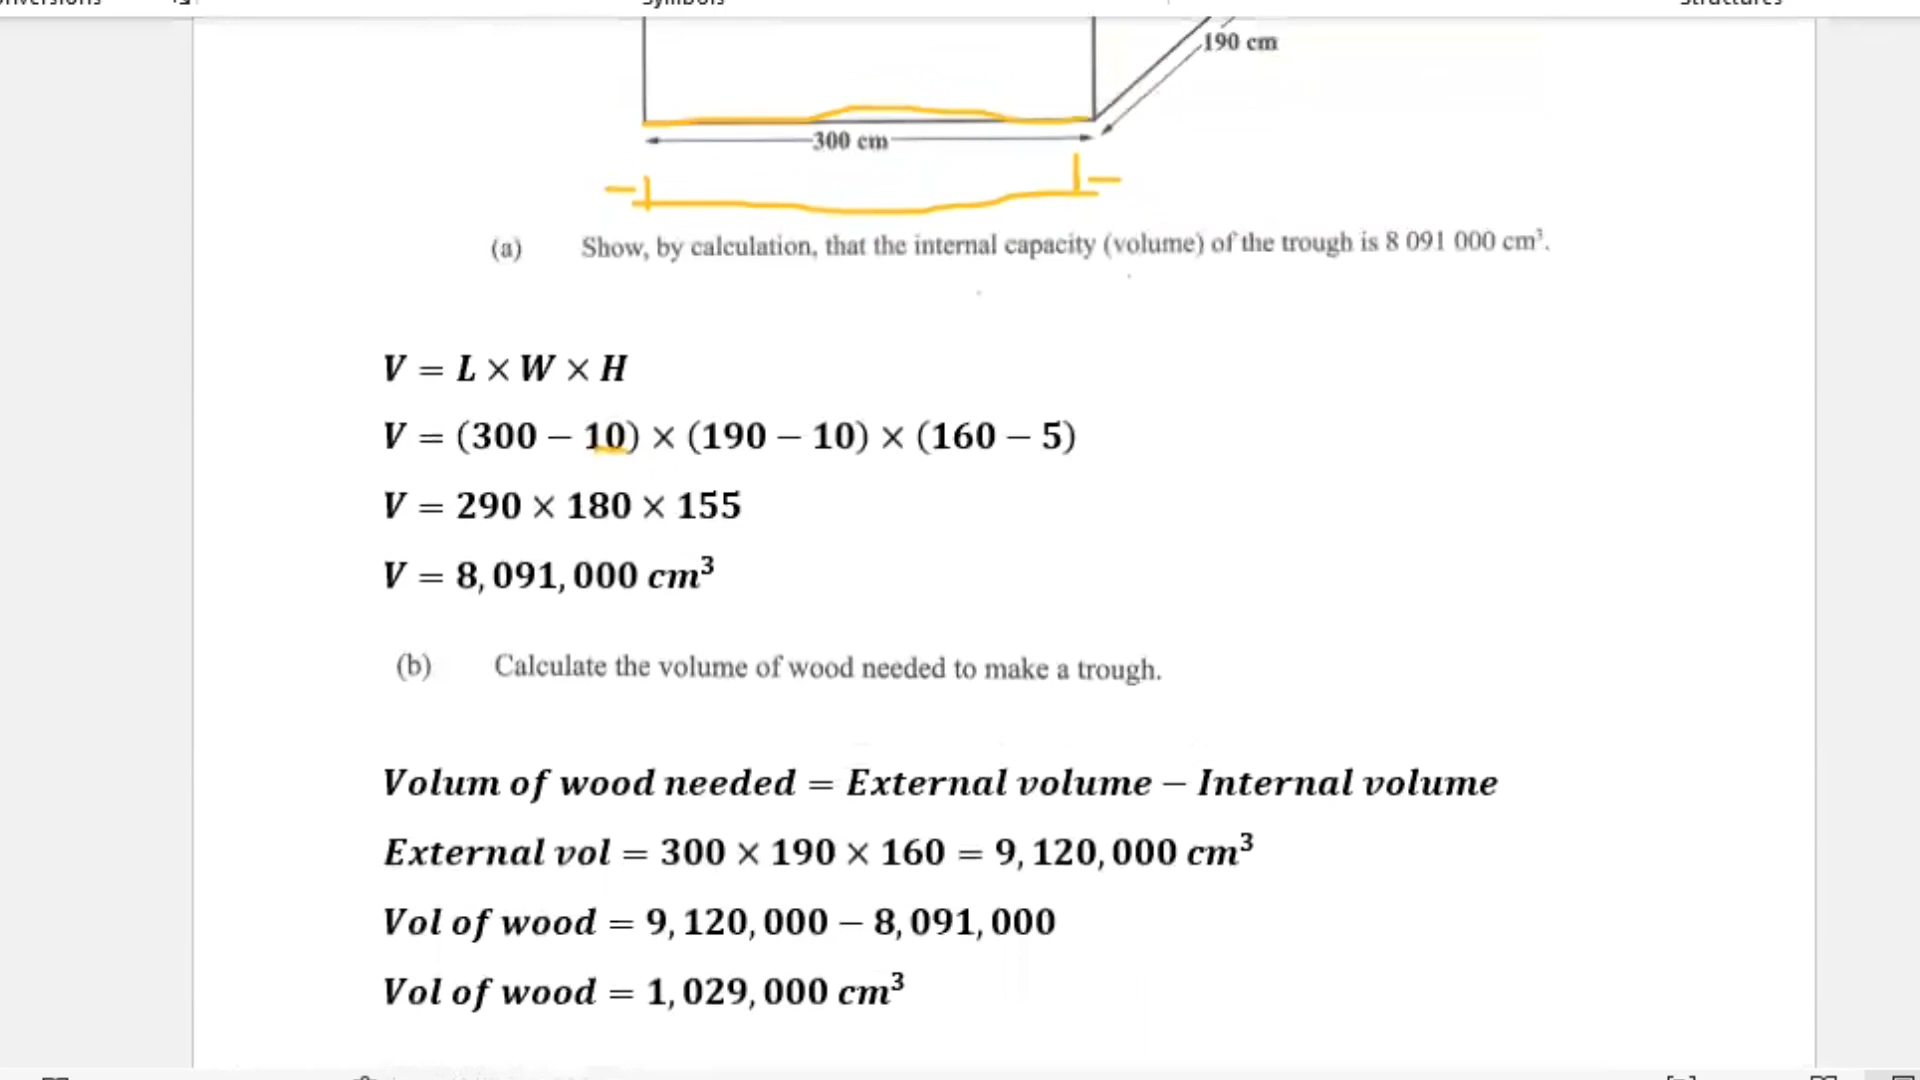 190 cm
300 cm
(a) Show, by calculation, that the internal capacity (volume) of the trough is 8 091 000 cm³.
V = L × W × H
V = (300 − 10) × (190 − 10) × (160 − 5)
V = 290 × 180 × 155
V = 8,091,000 cm³
(b) Calculate the volume of wood needed to make a trough.
Volum of wood needed = External volume − Internal volume
External vol = 300 × 190 × 160 = 9,120,000 cm³
Vol of wood = 9,120,000 − 8,091,000
Vol of wood = 1,029,000 cm³